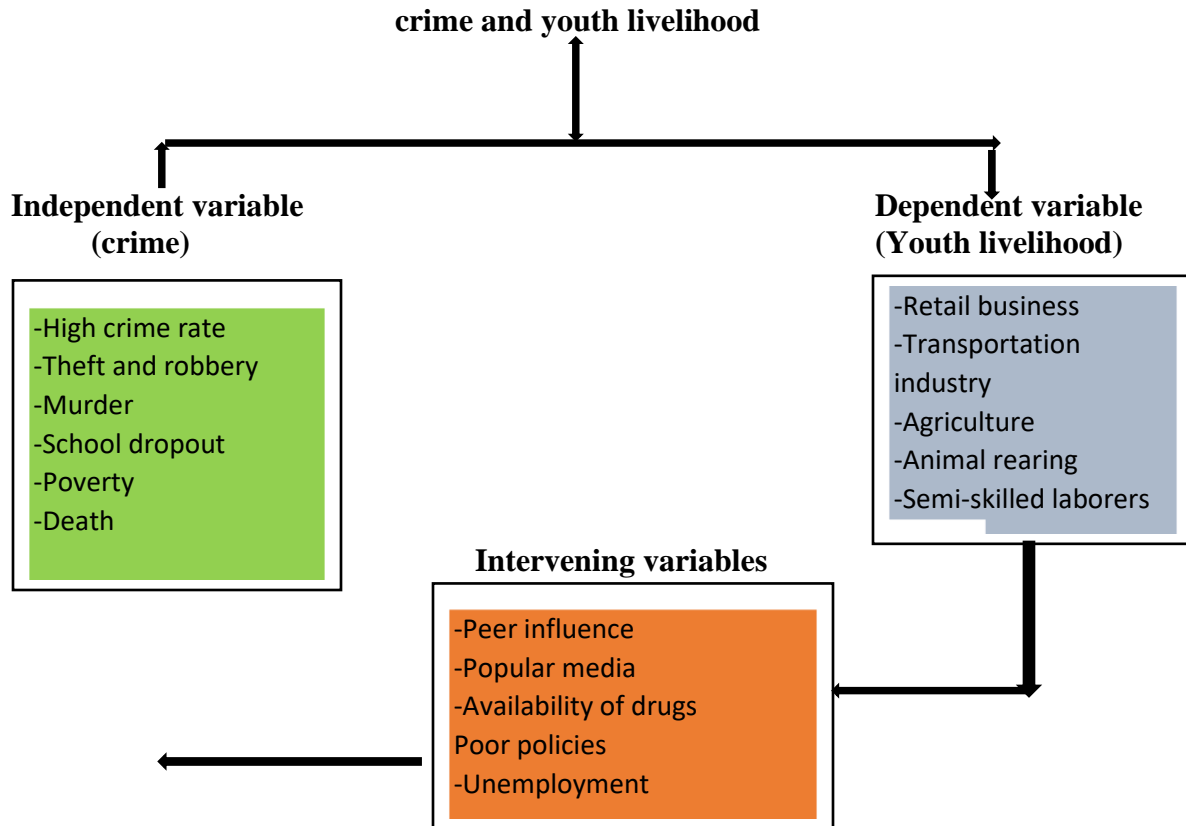 crime and youth livelihood
Independent variable
(crime)
-High crime rate
-Theft and robbery
-Murder
-School dropout
-Poverty
-Death
Dependent variable
(Youth livelihood)
-Retail business
-Transportation
industry
-Agriculture
-Animal rearing
-Semi-skilled laborers
Intervening variables
-Peer influence
-Popular media
-Availability of drugs
Poor policies
-Unemployment